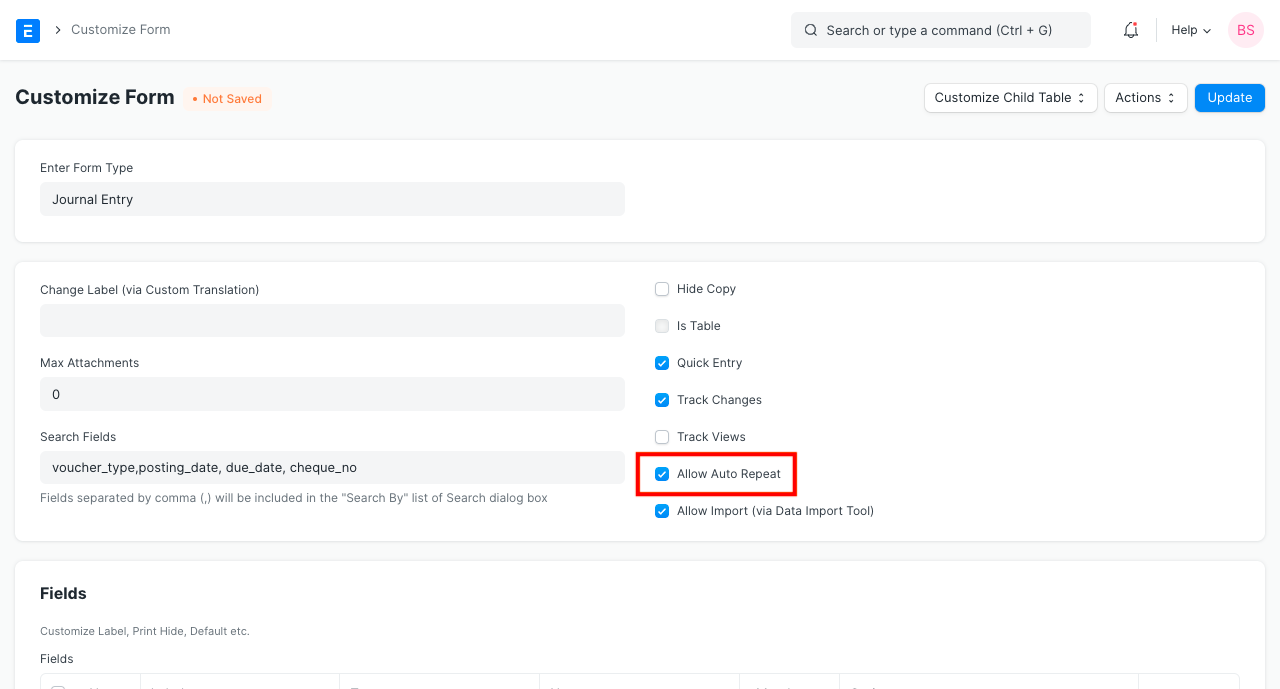 E
Customize Form
Search or type a command (Ctrl + G)
Help
BS
Customize Form
Not Saved
Customize Child Table
Actions
Update
Enter Form Type
Journal Entry
Change Label (via Custom Translation)
Max Attachments
0
Search Fields
voucher_type,posting_date, due_date, cheque_no
Fields separated by comma (,) will be included in the "Search By" list of Search dialog box
Hide Copy
Is Table
Quick Entry
Track Changes
Track Views
Allow Auto Repeat
Allow Import (via Data Import Tool)
Fields
Customize Label, Print Hide, Default etc.
Fields